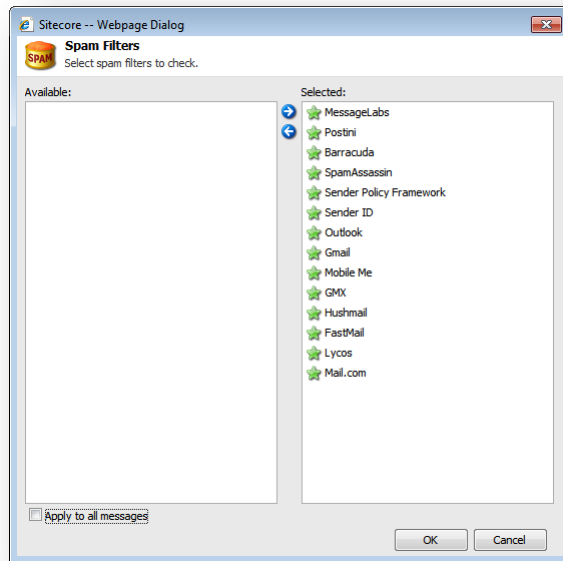 Sitecore -- Webpage Dialog
SPAM
Spam Filters
Select spam filters to check.
Available:
Selected:
MessageLabs
Postini
Barracuda
SpamAssassin
Sender Policy Framework
Sender ID
Outlook
Gmail
Mobile Me
GMX
Hushmail
FastMail
Lycos
Mail.com
Apply to all messages
OK
Cancel